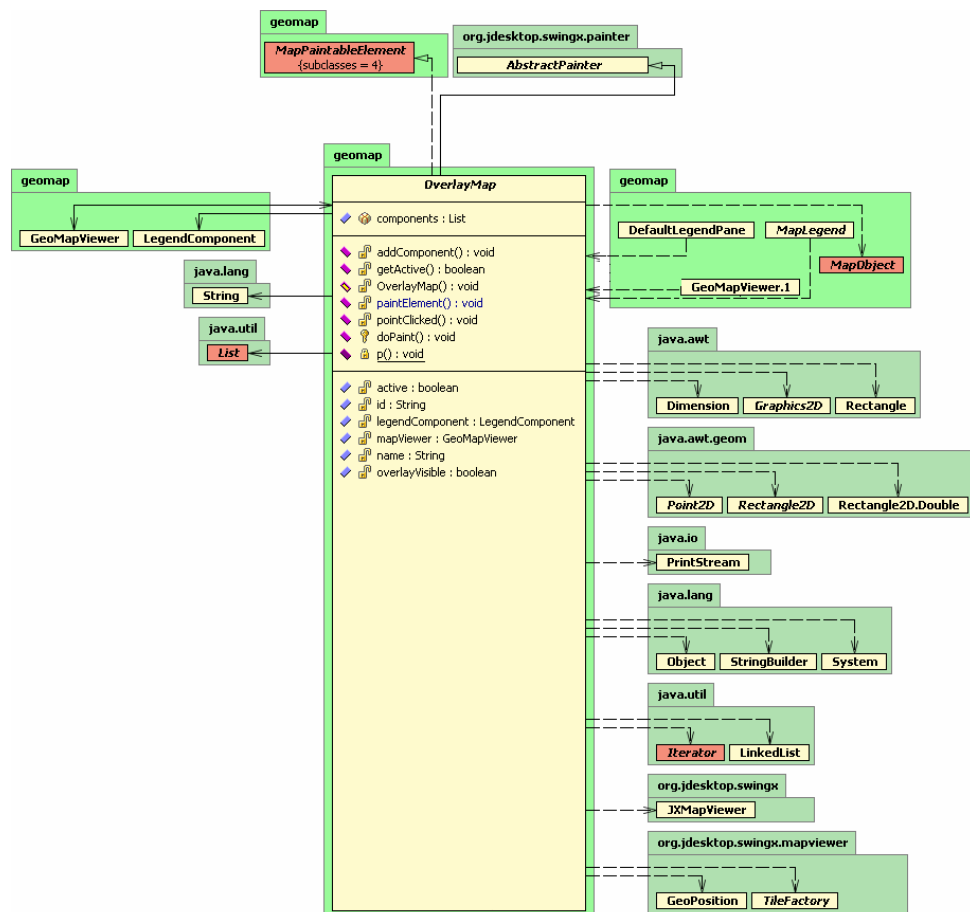 geomap
MapPaintableElement
{subclasses = 4}
org.jdesktop.swingx.painter
AbstractPainter
geomap
GeoMapViewer
LegendComponent
java.lang
String
java.util
List
geomap
OverlayMap
components : List
addComponent() : void
getActive() : boolean
OverlayMap() : void
paintElement() : void
pointClicked() : void
doPaint() : void
p() : void
active : boolean
id : String
legendComponent : LegendComponent
mapViewer : GeoMapViewer
name : String
overlayVisible : boolean
geomap
DefaultLegendPane
MapLegend
MapObject
GeoMapViewer.1
java.awt
Dimension
Graphics2D
Rectangle
java.awt.geom
Point2D
Rectangle2D
Rectangle2D.Double
java.io
PrintStream
java.lang
Object
StringBuilder
System
java.util
Iterator
LinkedList
org.jdesktop.swingx
JXMapViewer
org.jdesktop.swingx.mapviewer
GeoPosition
TileFactory